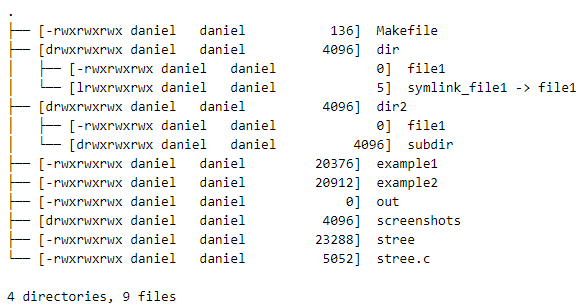 .
├── [-rwxrwxrwx daniel   daniel           136]  Makefile
├── [drwxrwxrwx daniel   daniel          4096]  dir
│   ├── [-rwxrwxrwx daniel   daniel             0]  file1
│   └── [lrwxrwxrwx daniel   daniel             5]  symlink_file1 -> file1
├── [drwxrwxrwx daniel   daniel          4096]  dir2
│   ├── [-rwxrwxrwx daniel   daniel             0]  file1
│   └── [drwxrwxrwx daniel   daniel          4096]  subdir
├── [-rwxrwxrwx daniel   daniel         20376]  example1
├── [-rwxrwxrwx daniel   daniel         20912]  example2
├── [-rwxrwxrwx daniel   daniel             0]  out
├── [drwxrwxrwx daniel   daniel          4096]  screenshots
├── [-rwxrwxrwx daniel   daniel         23288]  stree
└── [-rwxrwxrwx daniel   daniel          5052]  stree.c
4 directories, 9 files